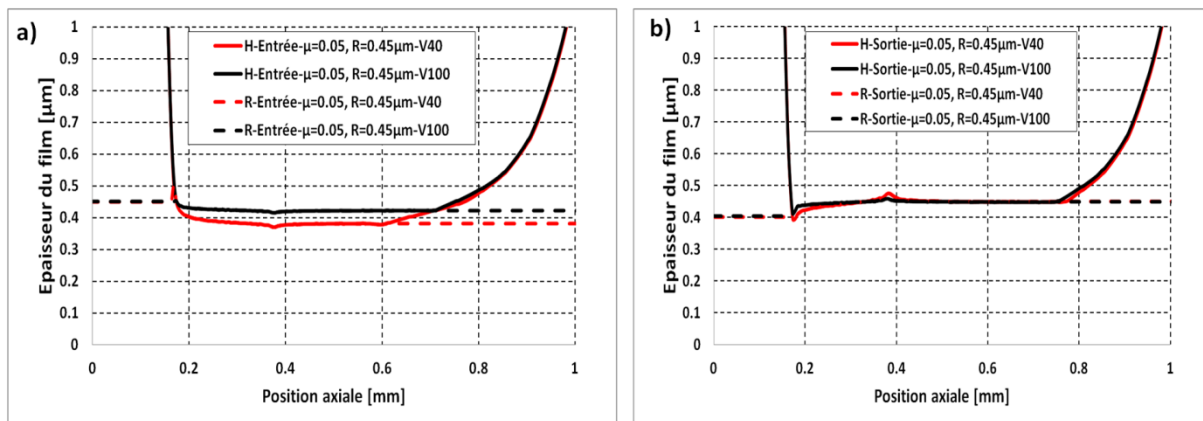 a)
Epaisseur du film [µm]
1
0.9
0.8
0.7
0.6
0.5
0.4
0.3
0.2
0.1
0
H-Entrée-µ=0.05, R=0.45µm-V40
H-Entrée-µ=0.05, R=0.45µm-V100
R-Entrée-µ=0.05, R=0.45µm-V40
R-Entrée-µ=0.05, R=0.45µm-V100
0 0.2 0.4 0.6 0.8 1
Position axiale [mm]
b)
Epaisseur du film [µm]
1
0.9
0.8
0.7
0.6
0.5
0.4
0.3
0.2
0.1
0
H-Sortie-µ=0.05, R=0.45µm-V40
H-Sortie-µ=0.05, R=0.45µm-V100
R-Sortie-µ=0.05, R=0.45µm-V40
R-Sortie-µ=0.05, R=0.45µm-V100
0 0.2 0.4 0.6 0.8 1
Position axiale [mm]